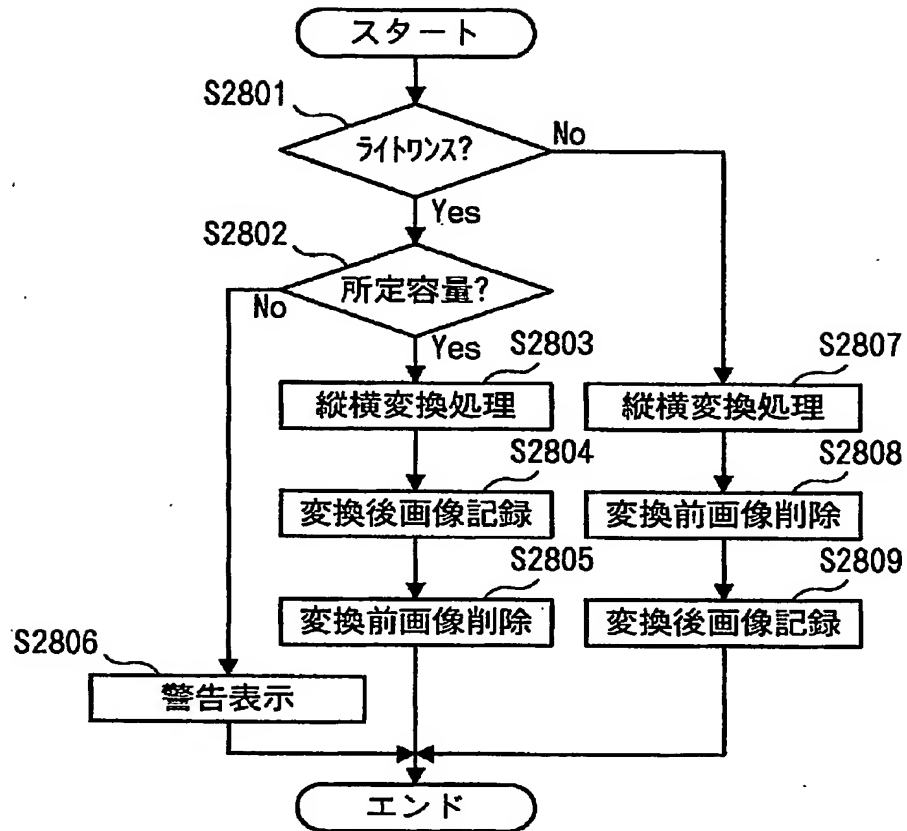 スタート
S2801
ライトワンス?
No
Yes
S2802
所定容量?
No
Yes
S2803
縦横変換処理
S2807
縦横変換処理
S2804
変換後画像記録
S2808
変換前画像削除
S2805
変換前画像削除
S2809
変換後画像記録
S2806
警告表示
エンド